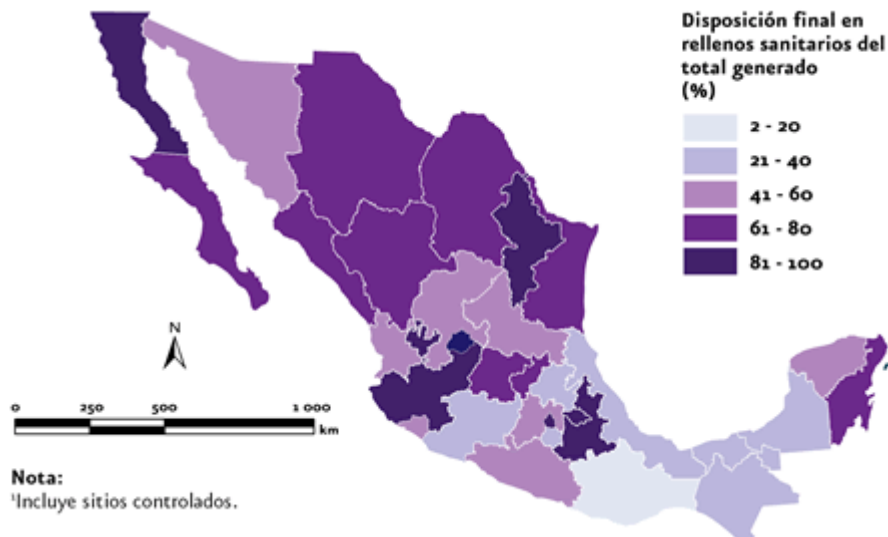 Disposición final en
rellenos sanitarios del
total generado
(%)
2 - 20
21 - 40
41 - 60
61 - 80
81 - 100
N
0 250 500 1 000
km
Nota:
¹Incluye sitios controlados.